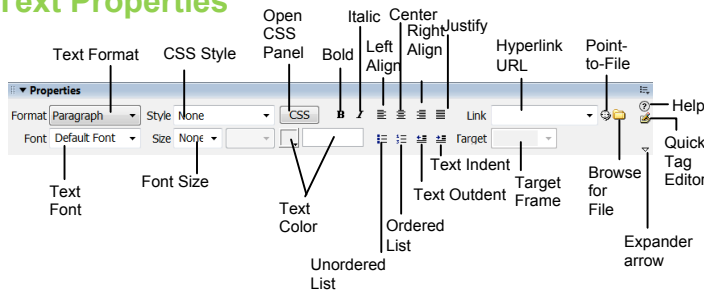 Text Properties
Open
CSS
Panel
Italic
Center
Right
Align
Justify
Text Format
CSS Style
Bold
Left
Align
Hyperlink
URL
Point-
to-File
Properties
Format Paragraph Style None CSS B I Link
Help
Font Default Font Size None Target
Quick
Tag
Editor
Text
Font
Font Size
Text
Color
Unordered
List
Ordered
List
Text Indent
Text Outdent
Target
Frame
Browse
for
File
Expander
arrow